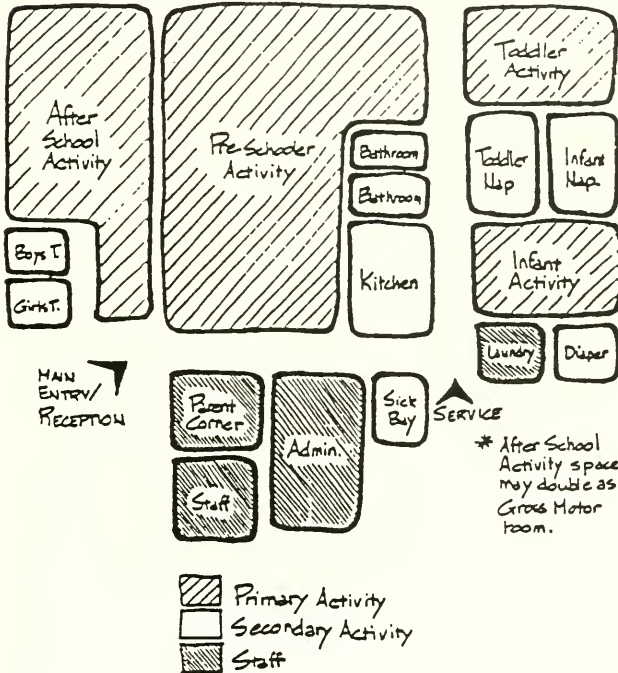 After
School
Activity
Pre-Schooler
Activity
Toddler
Activity
Bathroom
Bathroom
Toddler
Nap
Infant
Nap
Boys T.
Girls T.
Kitchen
Infant
Activity
Laundry
Diaper
MAIN
ENTRY/
RECEPTION
Parent
Corner
Admin.
Sick
Bay
SERVICE
Staff
* After School
Activity space
may double as
Gross Motor
room.
Primary Activity
Secondary Activity
Staff